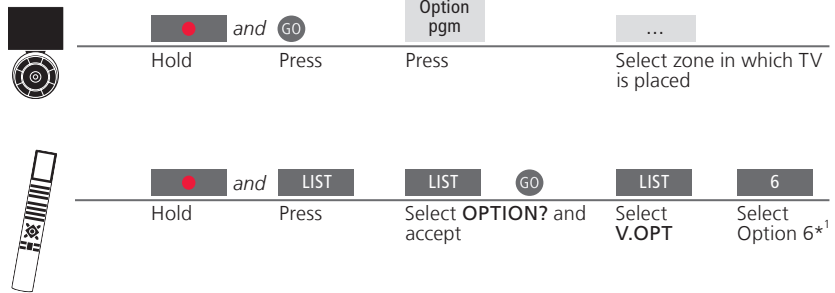 Option
pgm
and GO
...
Hold Press Press Select zone in which TV
is placed
and LIST LIST GO LIST 6
Hold Press Select OPTION? and Select Select
accept V.OPT Option 6*1